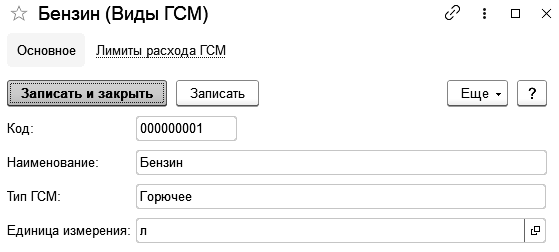 Бензин (Виды ГСМ)
Основное Лимиты расхода ГСМ
Записать и закрыть Записать Еще ?
Код: 000000001
Наименование: Бензин
Тип ГСМ: Горючее
Единица измерения: л